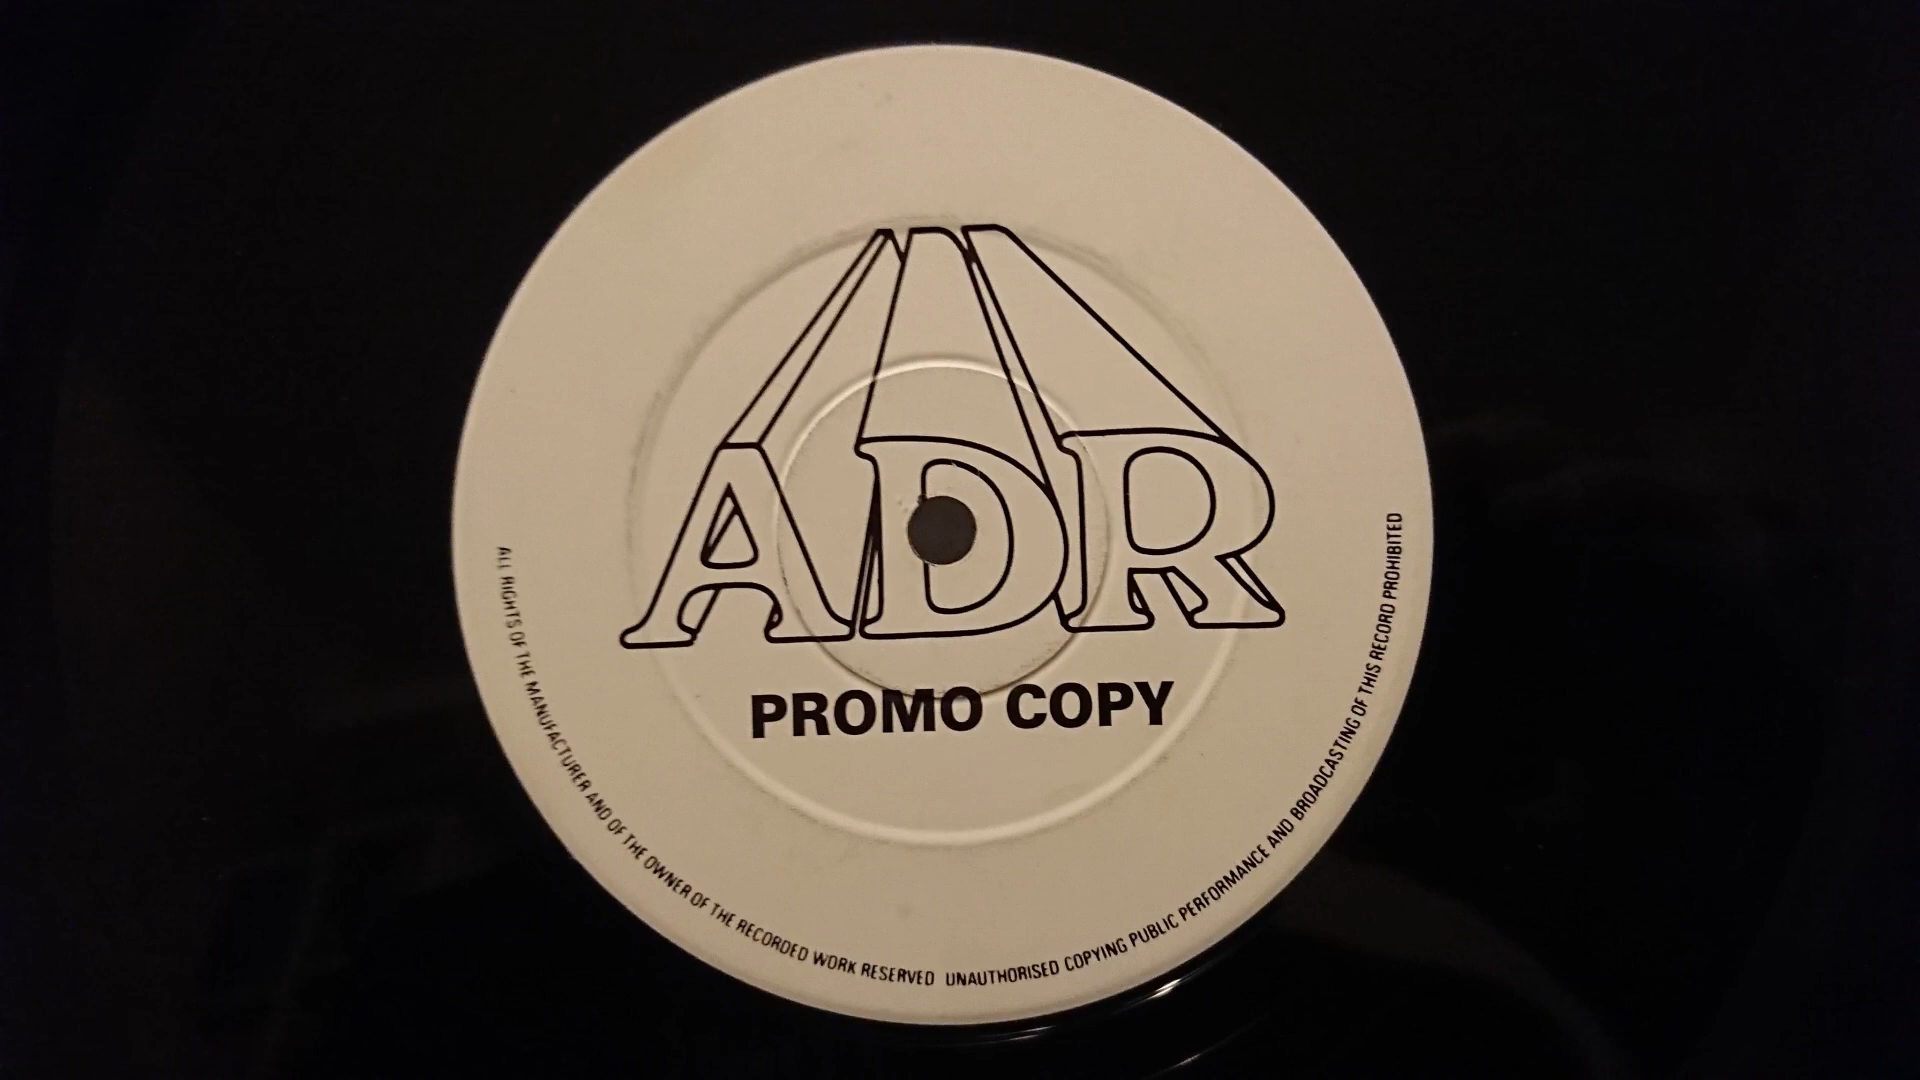 ADR
PROMO COPY
ALL RIGHTS OF THE MANUFACTURER AND OF THE OWNER OF THE RECORDED WORK RESERVED UNAUTHORISED COPYING PUBLIC PERFORMANCE AND BROADCASTING OF THIS RECORD PROHIBITED